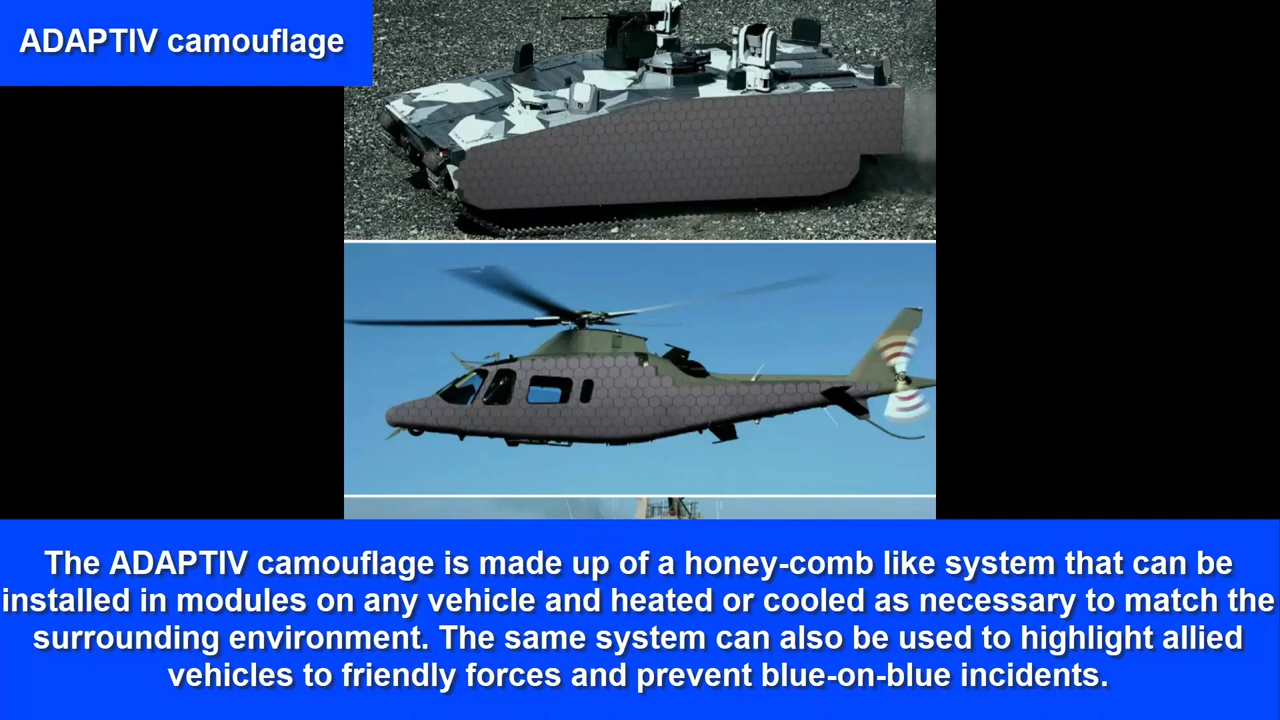 ADAPTIV camouflage
The ADAPTIV camouflage is made up of a honey-comb like system that can be
installed in modules on any vehicle and heated or cooled as necessary to match the
surrounding environment. The same system can also be used to highlight allied
vehicles to friendly forces and prevent blue-on-blue incidents.